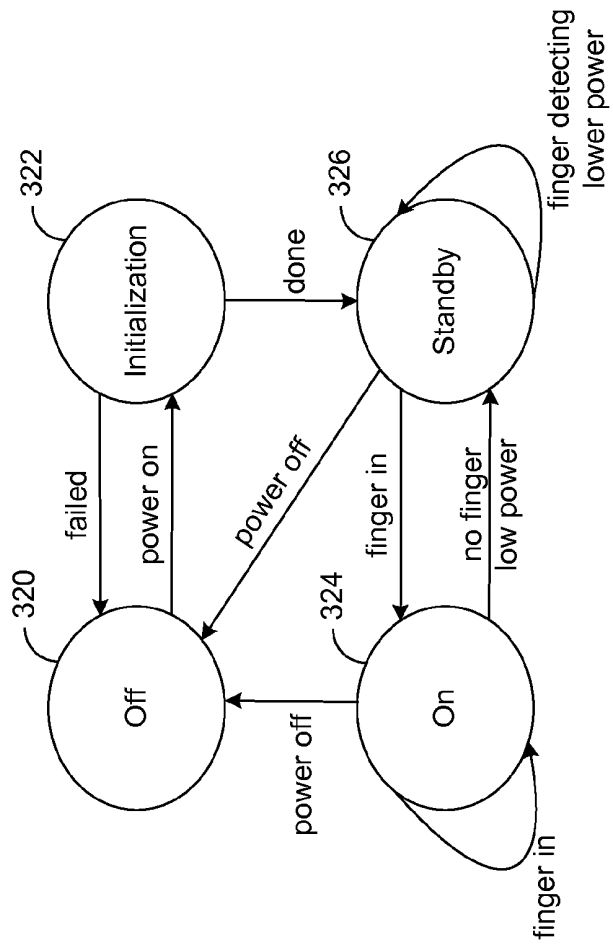 320
Off
failed
power on
322
Initialization
power off
power off
done
324
On
finger in
finger in
no finger
low power
326
Standby
finger detecting
lower power